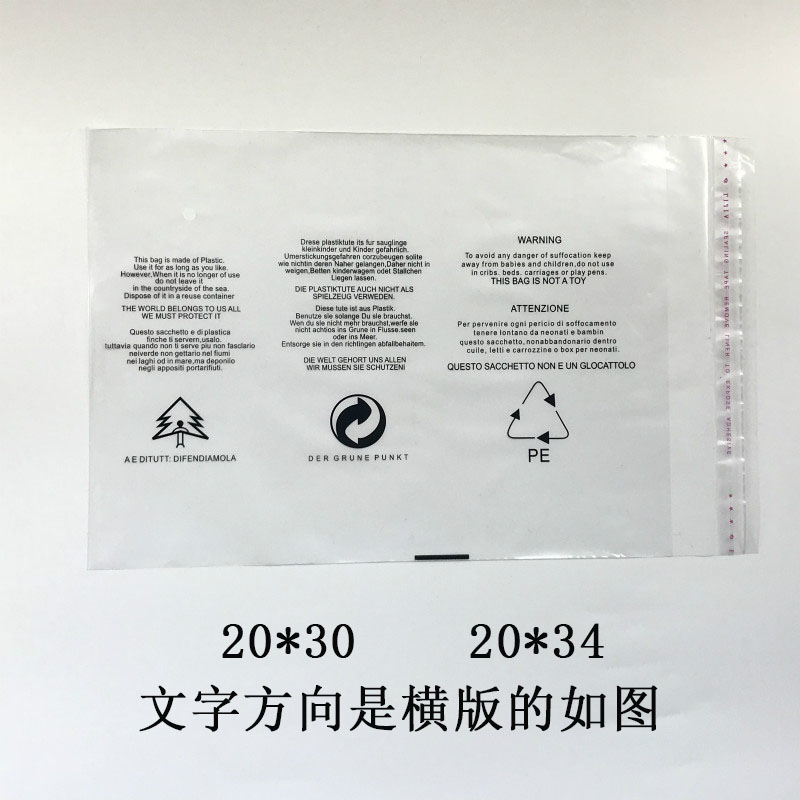 This bag is made of Plastic.
Use it for as long as you like.
However,When it is no longer of use
do not leave it
in the countryside of the sea.
Dispose of it in a reuse container
THE WORLD BELONGS TO US ALL
WE MUST PROTECT IT
Questo sacchetto e di plastica
finche ti servern,usalo.
tuttavia quando non ti serve piu non fasclario
neiverde non gettario nel fiumi
nei laghi od in mare,ma deponilo
negli appositi portarifiuti.
A E DITUTT: DIFENDIAMOLA
Drese plastiktute its fur sauglinge
kleinkinder und Kinder gefahrlich.
Umerstickungsgefahren corzubeugen sollte
wie nichtin deren Naher gelangen,Daher nicht in
weigen,Betten kinderwagem odet Stallchen
Liegen lassen.
DIE PLASTIKTUTE AUCH NICHT ALS
SPIELZEUG VERWEDEN.
Diese tute ist aus Plastik.
Benutze sie solange Du sie brauchst.
Wen du sie nicht mehr brauchst,werfe sie
nicht achtios ins Grune in Flusse.seen
oder ins Meer.
Entsorge sie in den richtingen abfallbehaitem.
DIE WELT GEHORT UNS ALLEN
WIR MUSSEN SIE SCHUTZENI
DER GRUNE PUNKT
WARNING
To avoid any danger of suffocation keep
away from babies and children,do not use
in cribs. beds. carriages or play pens.
THIS BAG IS NOT A TOY
ATTENZIONE
Per pervenire ogni pericio di soffocamento
tenere lontano da neonati e bambin
questo sacchetto,nonabbandonario dentro
cuile, letti e carrozzino o box per neonati.
QUESTO SACCHETTO NON E UN GLOCATTOLO
PE
20*30 20*34
文字方向是横版的如图